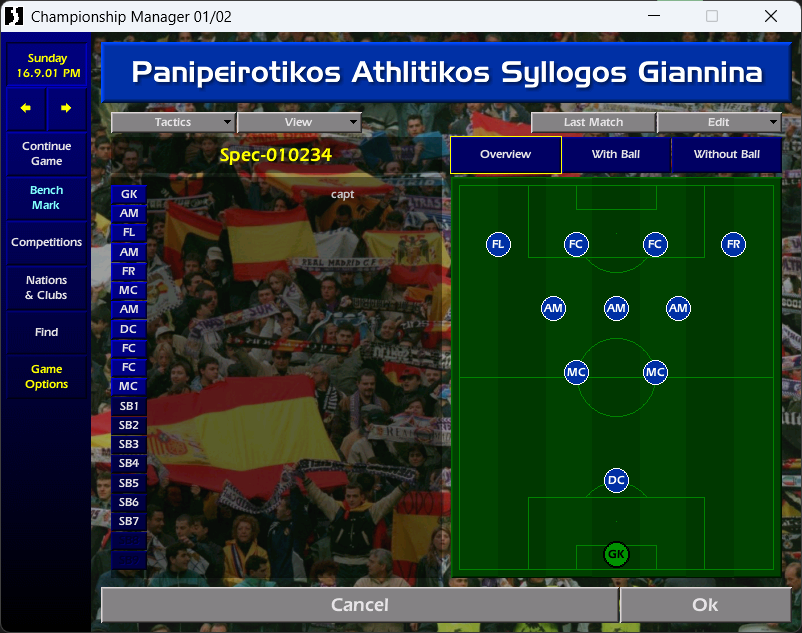 Championship Manager 01/02
Sunday
16.9.01 PM
Continue
Game
Bench
Mark
Competitions
Nations
& Clubs
Find
Game
Options
Panipeirotikos Athlitikos Syllogos Giannina
Tactics
View
Last Match
Edit
Spec-010234
Overview
With Ball
Without Ball
GK
capt
AM
FL
AM
FR
MC
AM
DC
FC
FC
MC
SB1
SB2
SB3
SB4
SB5
SB6
SB7
FL
FC
FC
FR
AM
AM
AM
MC
MC
DC
GK
REAL MADRID C.F.
Cancel
Ok